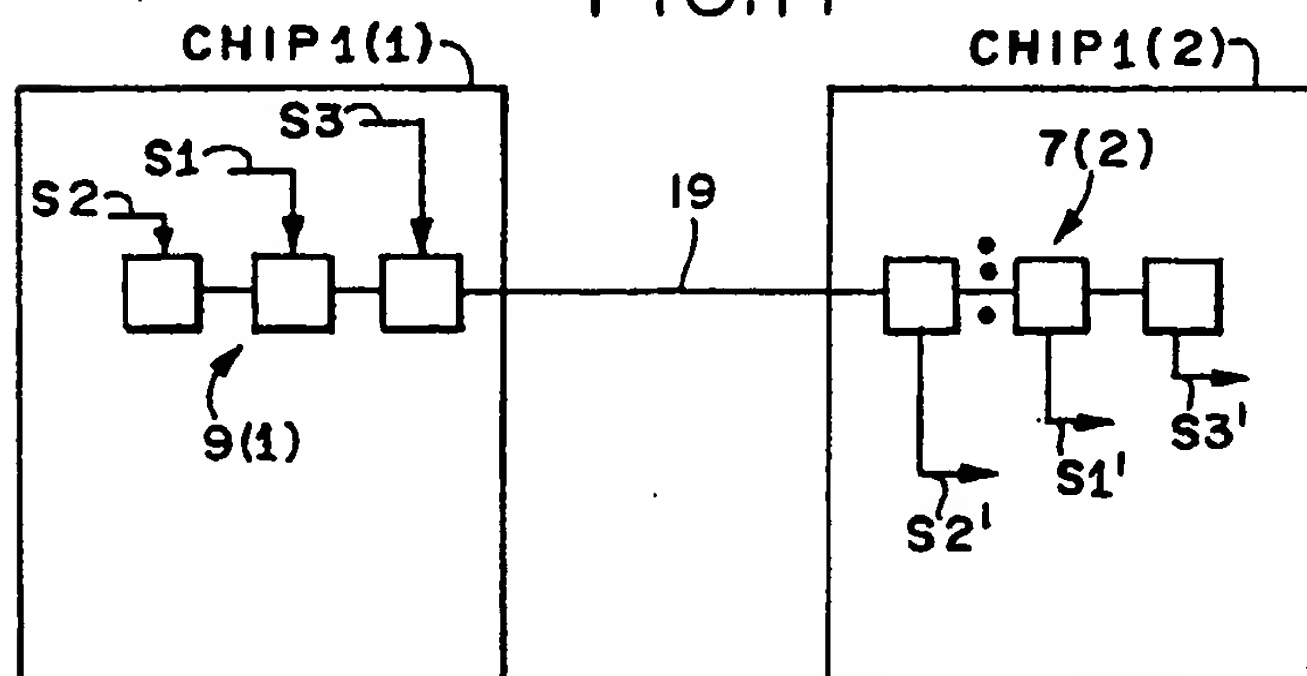 CHIP1(1)
CHIP1(2)
S3
S1
S2
7(2)
19
9(1)
S3'
S1'
S2'